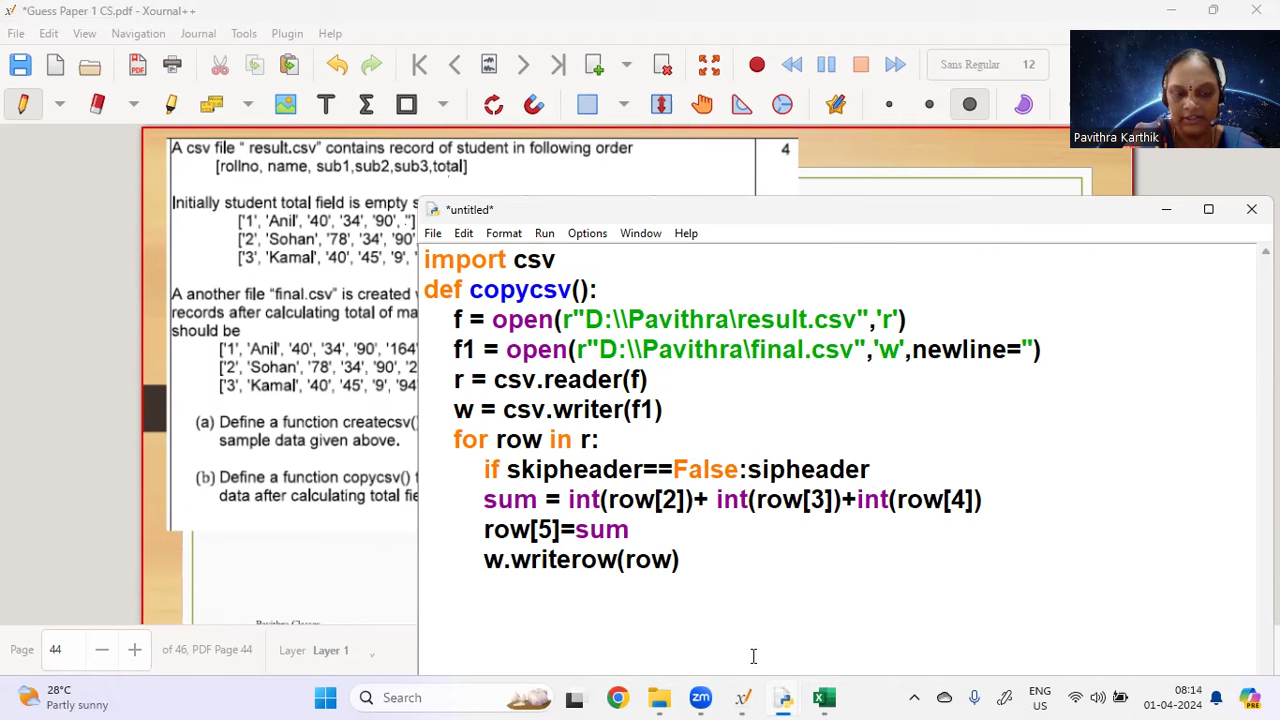 *Guess Paper 1 CS.pdf - Xournal++
File Edit View Navigation Journal Tools Plugin Help
Sans Regular 12
Pavithra Karthik
A csv file “ result.csv” contains record of student in following order
[rollno, name, sub1,sub2,sub3,total]
4
Initially student total field is empty
['1', 'Anil', '40', '34', '90', '']
['2', 'Sohan', '78', '34', '90'
['3', 'Kamal', '40', '45', '9',
A another file “final.csv” is created
records after calculating total of
should be
['1', 'Anil', '40', '34', '90', '164'
['2', 'Sohan', '78', '34', '90', '2
['3', 'Kamal', '40', '45', '9', '94'
(a) Define a function createcsv()
sample data given above.
(b) Define a function copycsv()
data after calculating total
Pavithra Classes
*untitled*
File Edit Format Run Options Window Help
import csv
def copycsv():
f = open(r"D:\\Pavithra\result.csv",'r')
f1 = open(r"D:\\Pavithra\final.csv",'w',newline='')
r = csv.reader(f)
w = csv.writer(f1)
for row in r:
if skipheader==False:sipheader
sum = int(row[2])+ int(row[3])+int(row[4])
row[5]=sum
w.writerow(row)
Page 44 of 46, PDF Page 44 Layer Layer 1
28°C
Partly sunny
Search
ENG
US
08:14
01-04-2024